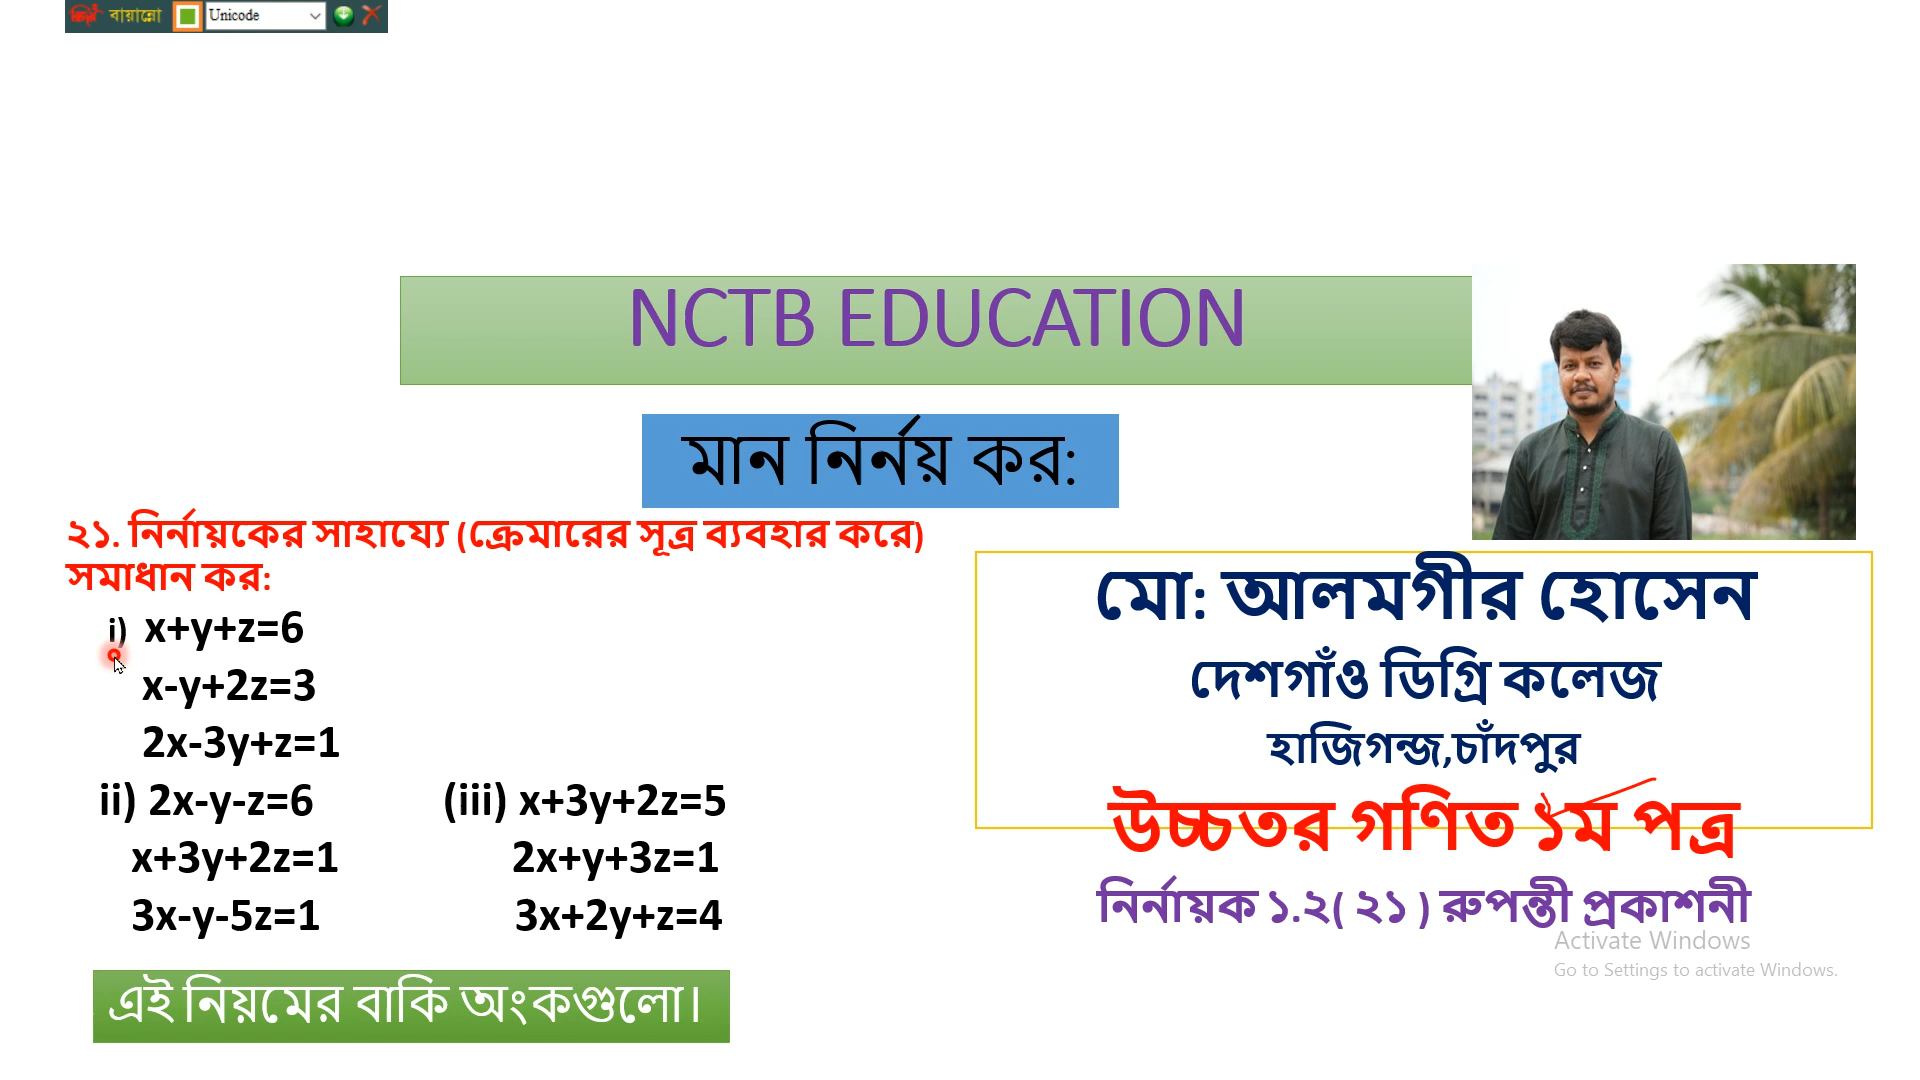 বায়ান্নো Unicode
NCTB EDUCATION
মান নির্নয় কর:
২১. নির্নায়কের সাহায্যে (ক্রেমারের সূত্র ব্যবহার করে)
সমাধান কর:
i) x+y+z=6
x-y+2z=3
2x-3y+z=1
ii) 2x-y-z=6 (iii) x+3y+2z=5
x+3y+2z=1 2x+y+3z=1
3x-y-5z=1 3x+2y+z=4
এই নিয়মের বাকি অংকগুলো।
মো: আলমগীর হোসেন
দেশগাঁও ডিগ্রি কলেজ
হাজিগন্জ,চাঁদপুর
উচ্চতর গণিত ১ম পত্র
নির্নায়ক ১.২( ২১ ) রুপন্তী প্রকাশনী
Activate Windows
Go to Settings to activate Windows.